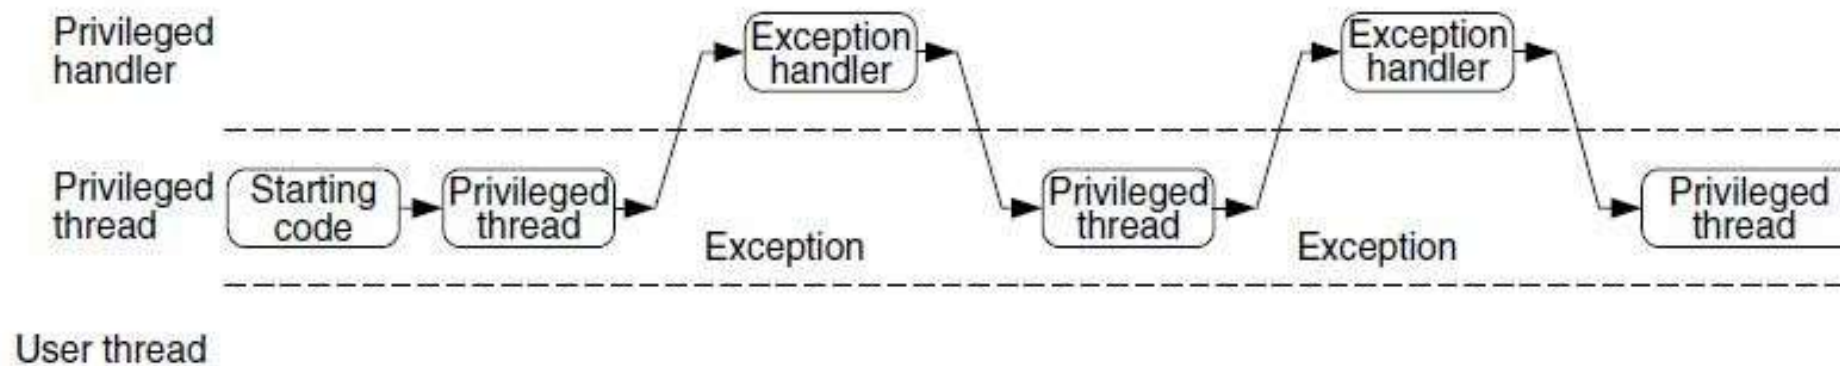 Privileged
handler
Exception
handler
Exception
handler
Privileged
thread
Starting
code
Privileged
thread
Exception
Privileged
thread
Exception
Privileged
thread
User thread